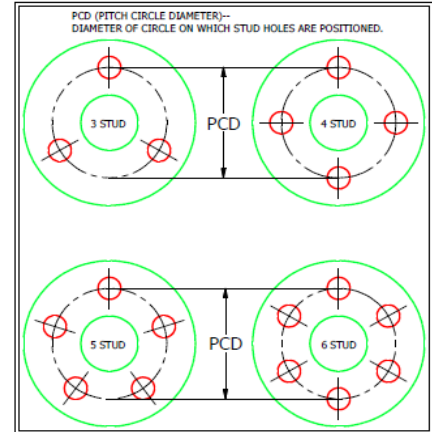 PCD (PITCH CIRCLE DIAMETER)--
DIAMETER OF CIRCLE ON WHICH STUD HOLES ARE POSITIONED.
3 STUD
PCD
4 STUD
5 STUD
PCD
6 STUD